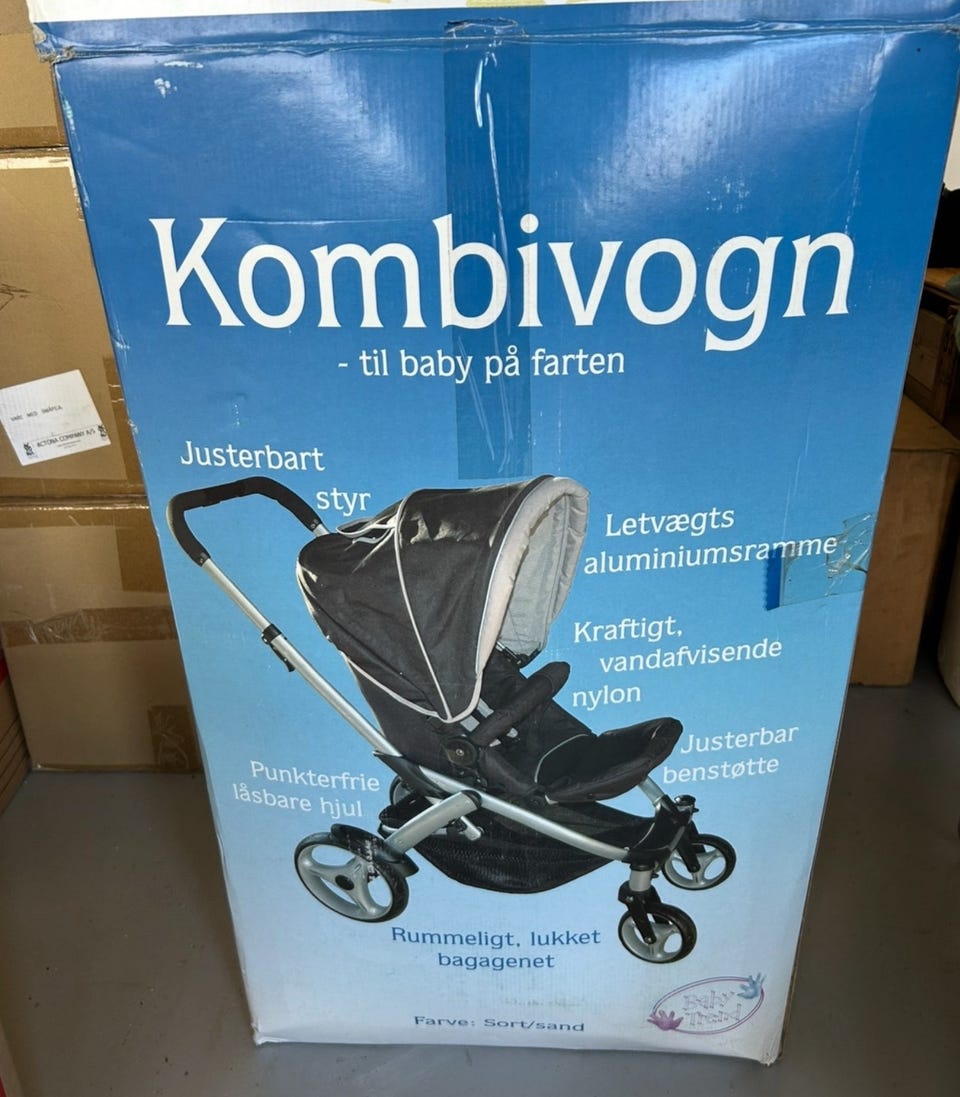 Kombivogn
- til baby på farten
Justerbart
styr
Letvægts
aluminiumsramme
Kraftigt,
vandafvisende
nylon
Justerbar
benstøtte
Punkterfrie
låsbare hjul
Rummeligt, lukket
bagagenet
Farve: Sort/sand
Baby
Trend
ACTONA COMPANY A/S